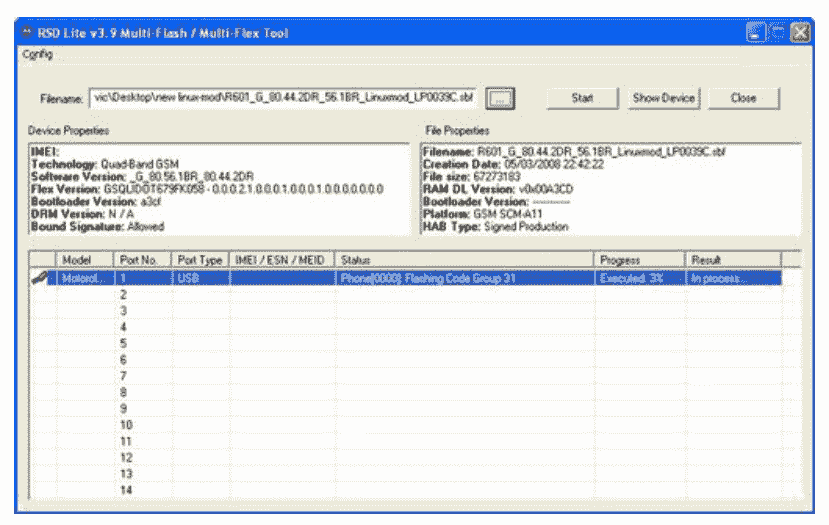 RSD Lite v3.9 Multi-Flash / Multi-Flex Tool
Config
Filename: vic\Desktop\new linux-mod\R601_G_80.44.2DR_56.1BR_Linuxmod_LP0039C.sbf ... Start Show Device Close
Device Properties File Properties
IMEI:
Technology: Quad-Band GSM
Software Version: _G_80.56.1BR_80.44.2DR
Flex Version: GSQLIDOT679FK058 - 0.0.0.2.1.0.0.0.1.0.0.0.1.0.0.0.0.0.0.0
Bootloader Version: a3cf
DRM Version: N / A
Bound Signature: Allowed
Filename: R601_G_80.44.2DR_56.1BR_Linuxmod_LP0039C.sbf
Creation Date: 05/03/2008 22:42:22
File size: 67273183
RAM DL Version: v0x00A3CD
Bootloader Version: --------
Platform: GSM SCM-A11
HAB Type: Signed Production
Model Port No. Port Type IMEI / ESN / MEID Status Progress Result
Motorol... 1 USB Phone[0000]: Flashing Code Group 31 Executed: 3% In process...
2
3
4
5
6
7
8
9
10
11
12
13
14